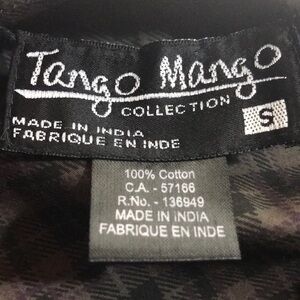 Tango Mango
COLLECTION
MADE IN INDIA
FABRIQUE EN INDE
S
100% Cotton
C.A. - 57166
R.No. - 136949
MADE IN INDIA
FABRIQUE EN INDE